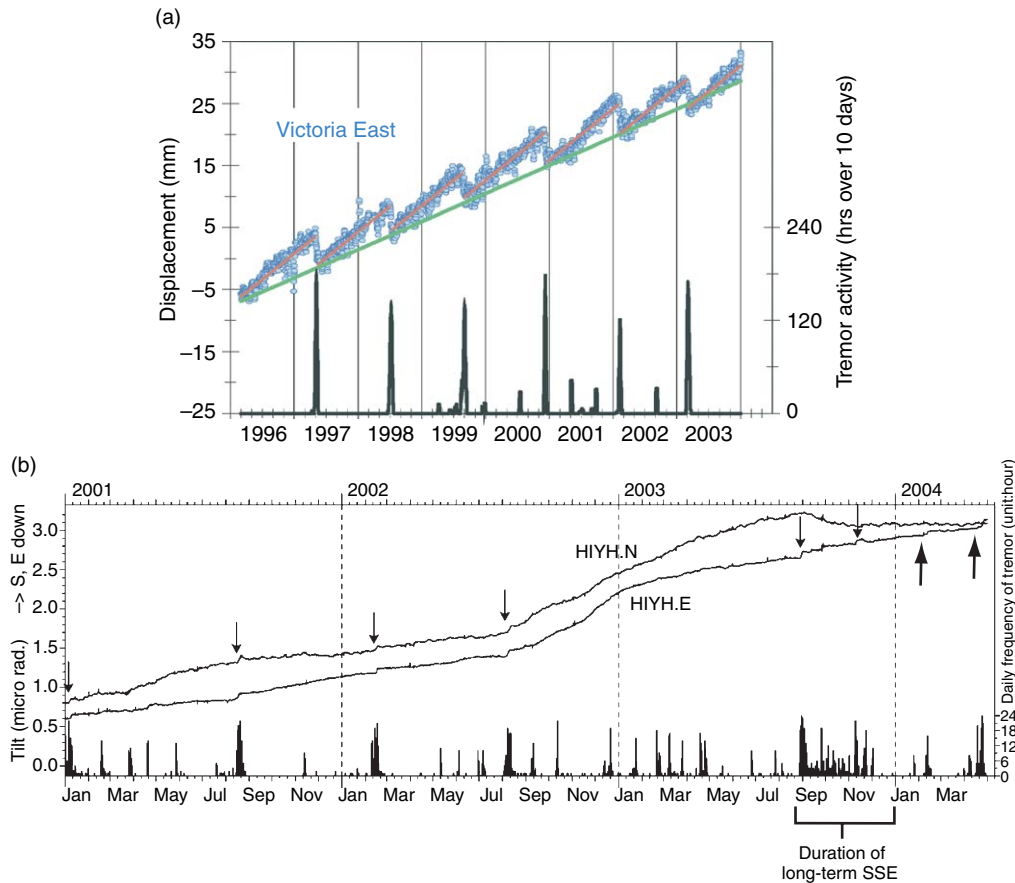 (a)
35
25
15
5
−5
−15
−25
Displacement (mm)
Victoria East
240
120
0
Tremor activity (hrs over 10 days)
1996 1997 1998 1999 2000 2001 2002 2003
(b)
2001 2002 2003 2004
3.0
2.5
2.0
1.5
1.0
0.5
0.0
Tilt (micro rad.) --> S, E down
HIYH.N
HIYH.E
24
18
12
6
0
Daily frequency of tremor (unit:hour)
Jan Mar May Jul Sep Nov Jan Mar May Jul Sep Nov Jan Mar May Jul Sep Nov Jan Mar
Duration of
long-term SSE